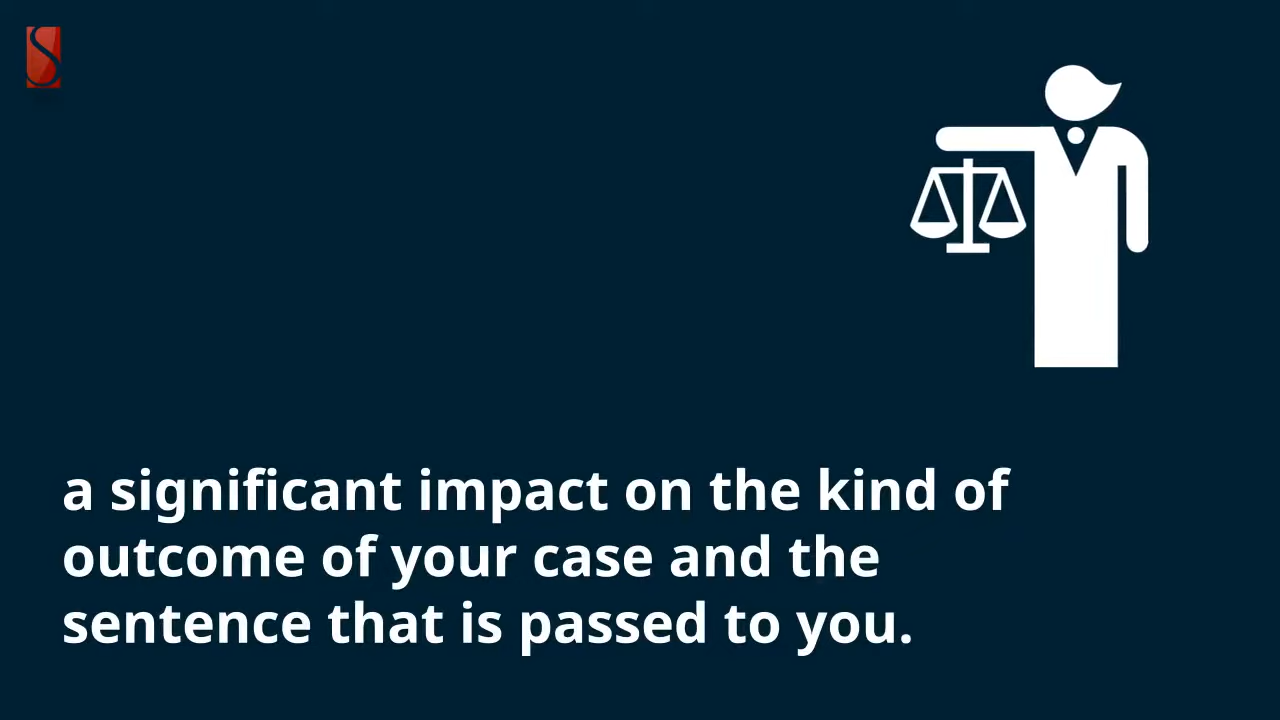 S
a significant impact on the kind of
outcome of your case and the
sentence that is passed to you.